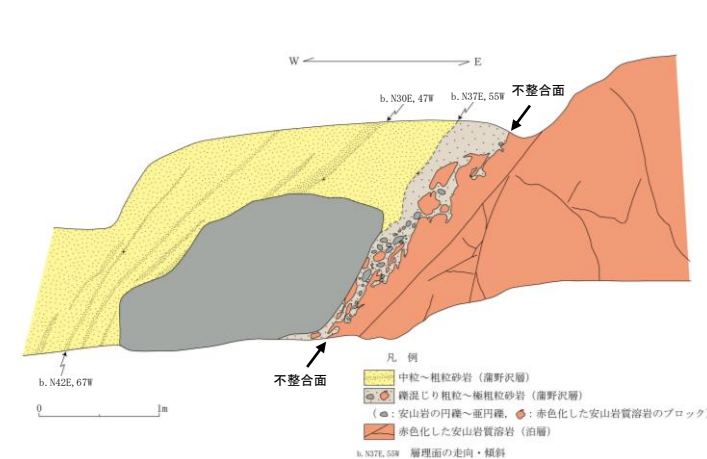 W E
b. N30E, 47W
b. N37E, 55W
不整合面
b. N42E, 67W
不整合面
0 1m
凡 例
中粒～粗粒砂岩（蒲野沢層）
礫混じり粗粒～極粗粒砂岩（蒲野沢層）
（ : 安山岩の円礫～亜円礫, : 赤色化した安山岩質溶岩のブロック）
赤色化した安山岩質溶岩（泊層）
b. N37E, 55W 層理面の走向・傾斜